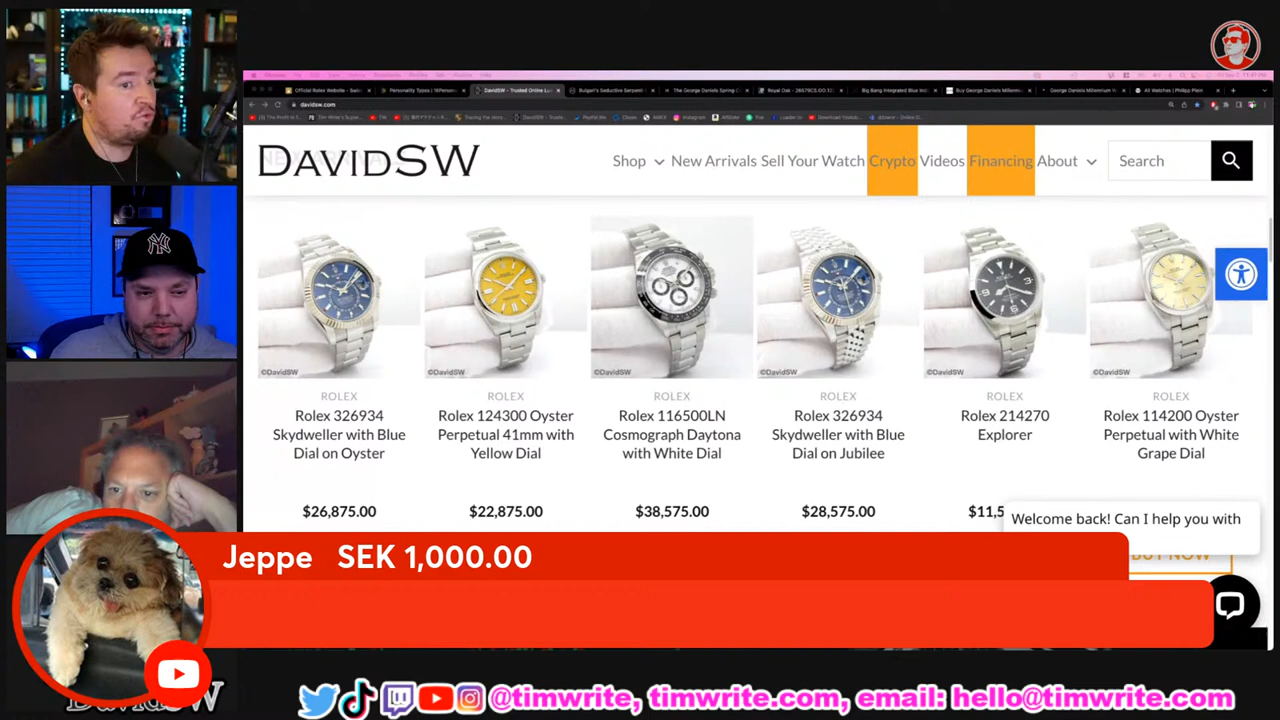 davidsw.com
DAVIDSW
Shop New Arrivals Sell Your Watch Crypto Videos Financing About Search
©DavidSW ©DavidSW ©DavidSW ©DavidSW ©DavidSW ©DavidSW
ROLEX
Rolex 326934
Skydweller with Blue
Dial on Oyster
$26,875.00
ROLEX
Rolex 124300 Oyster
Perpetual 41mm with
Yellow Dial
$22,875.00
ROLEX
Rolex 116500LN
Cosmograph Daytona
with White Dial
$38,575.00
ROLEX
Rolex 326934
Skydweller with Blue
Dial on Jubilee
$28,575.00
ROLEX
Rolex 214270
Explorer
ROLEX
Rolex 114200 Oyster
Perpetual with White
Grape Dial
Welcome back! Can I help you with
BUY NOW
Jeppe SEK 1,000.00
DavidSW
@timwrite, timwrite.com, email: hello@timwrite.com